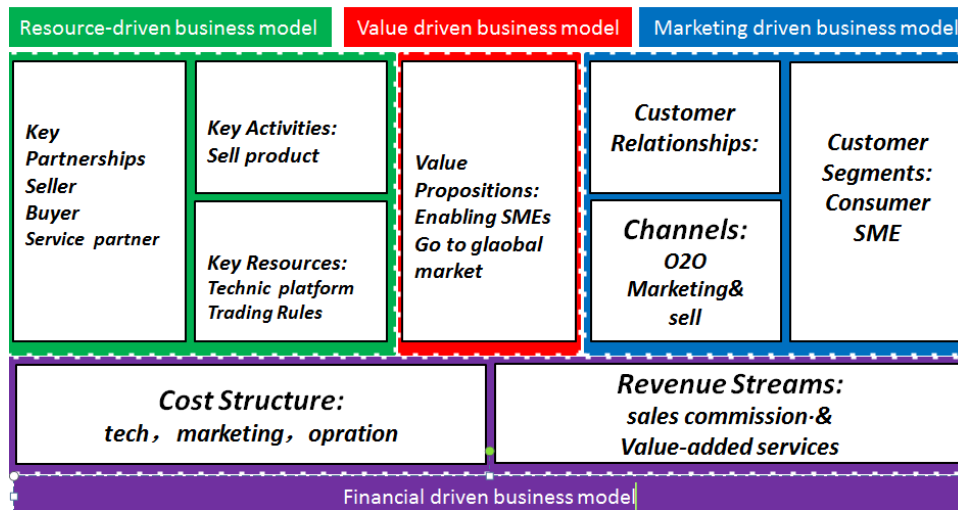 Resource-driven business model
Value driven business model
Marketing driven business model
Key
Partnerships
Seller
Buyer
Service partner
Key Activities:
Sell product
Key Resources:
Technic platform
Trading Rules
Value
Propositions:
Enabling SMEs
Go to glaobal
market
Customer
Relationships:
Channels:
O2O
Marketing&
sell
Customer
Segments:
Consumer
SME
Cost Structure:
tech，marketing，opration
Revenue Streams:
sales commission·&
Value-added services
Financial driven business model